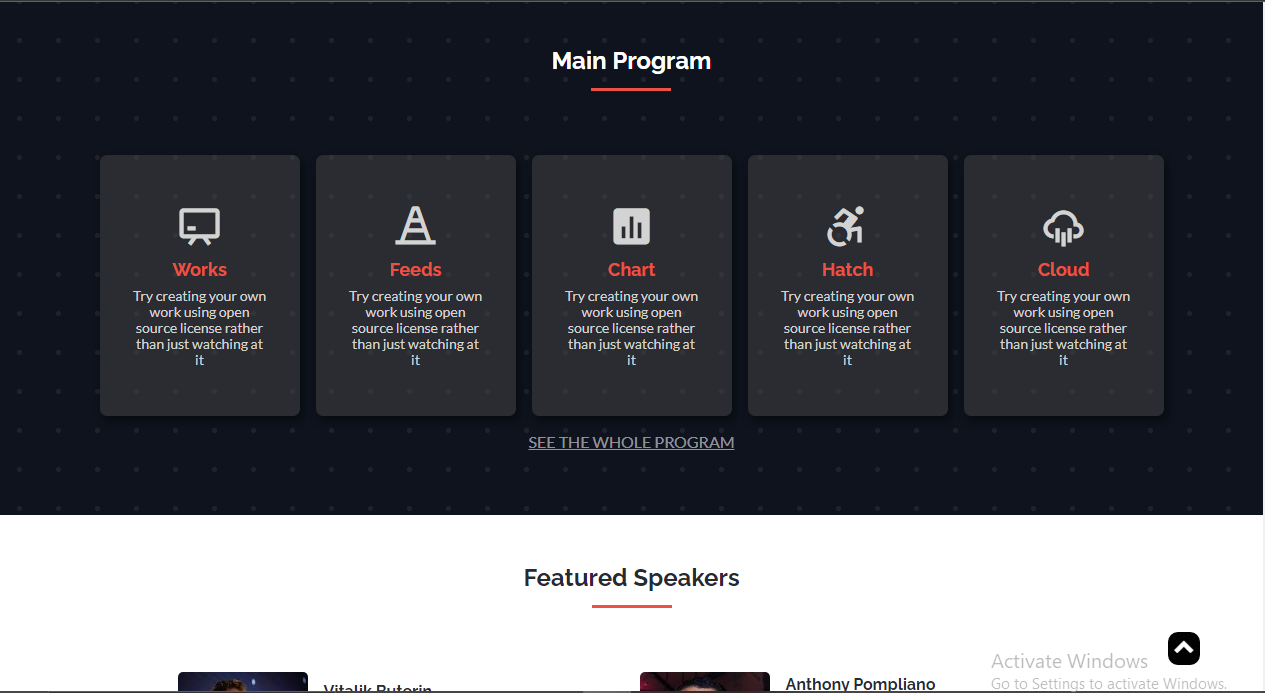 Main Program
Works
Try creating your own
work using open
source license rather
than just watching at
it
Feeds
Try creating your own
work using open
source license rather
than just watching at
it
Chart
Try creating your own
work using open
source license rather
than just watching at
it
Hatch
Try creating your own
work using open
source license rather
than just watching at
it
Cloud
Try creating your own
work using open
source license rather
than just watching at
it
SEE THE WHOLE PROGRAM
Featured Speakers
Vitalik Buterin
Anthony Pompliano
Activate Windows
Go to Settings to activate Windows.